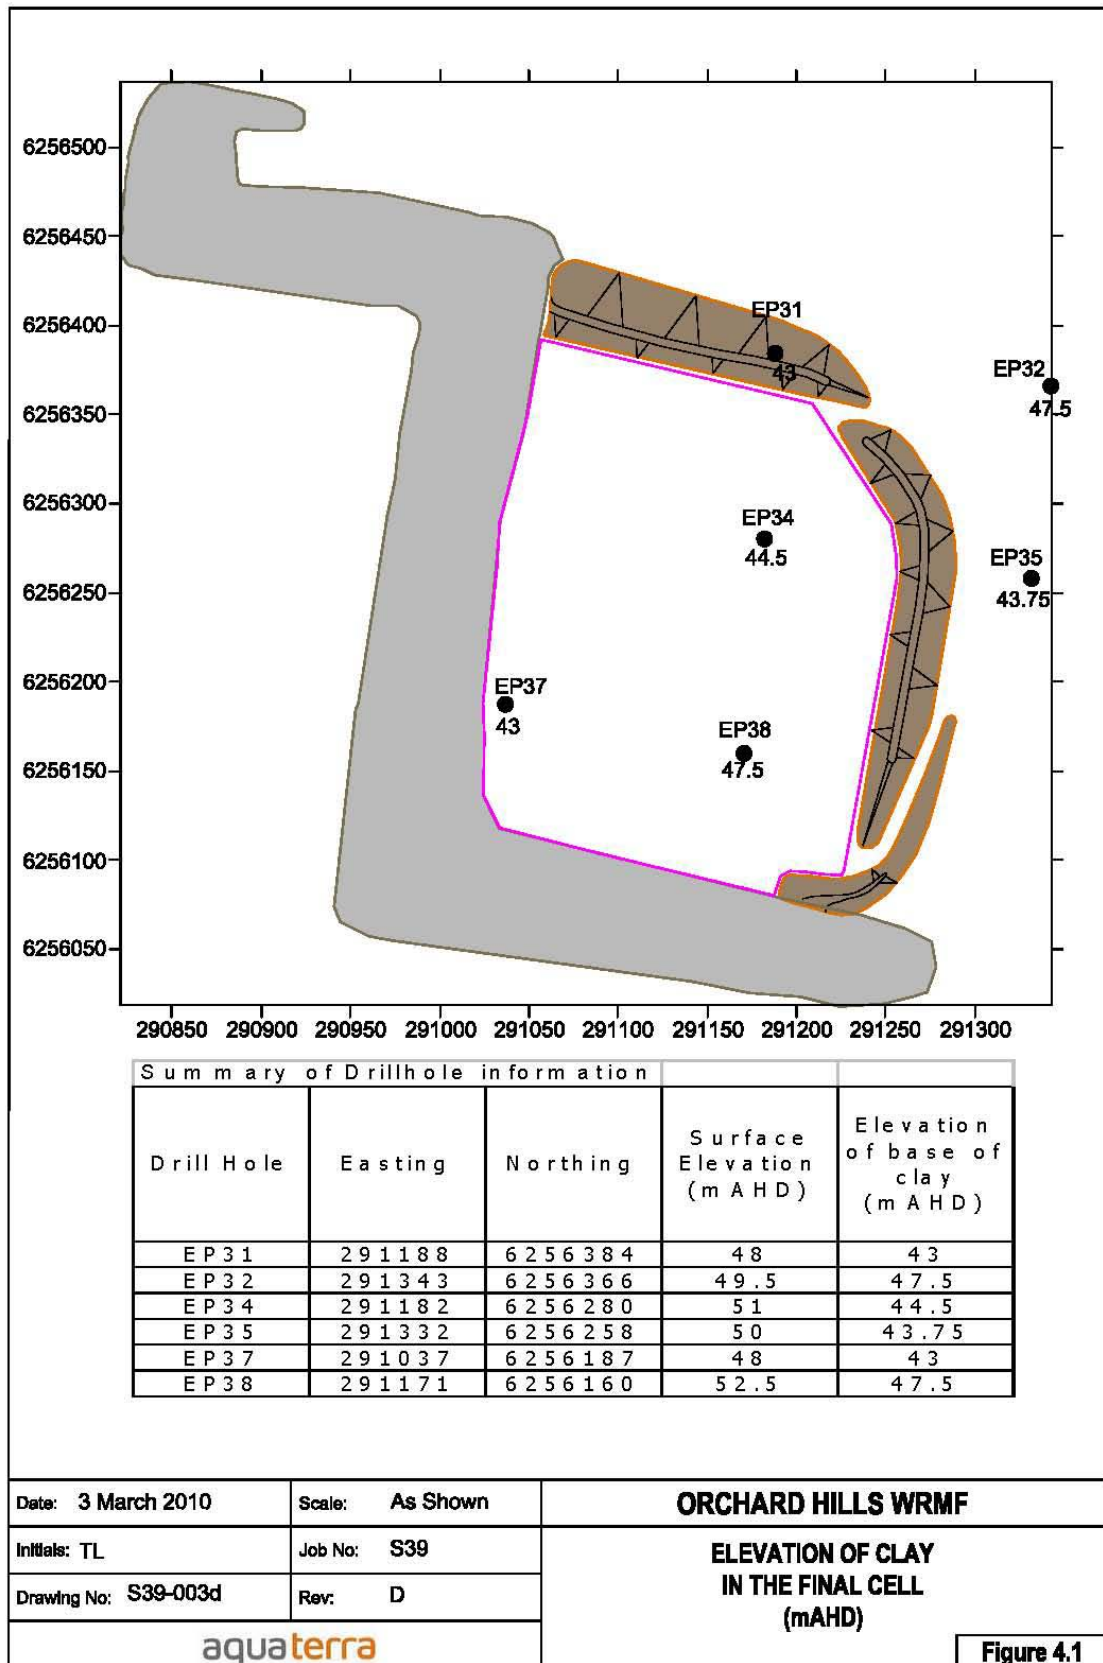 6256500
6256450
6256400
6256350
6256300
6256250
6256200
6256150
6256100
6256050
EP31
43
EP32
47.5
EP34
44.5
EP35
43.75
EP37
43
EP38
47.5
290850 290900 290950 291000 291050 291100 291150 291200 291250 291300
Summary of Drillhole information
Drill Hole Easting Northing Surface Elevation (mAHD) Elevation of base of clay (mAHD)
EP31 291188 6256384 48 43
EP32 291343 6256366 49.5 47.5
EP34 291182 6256280 51 44.5
EP35 291332 6256258 50 43.75
EP37 291037 6256187 48 43
EP38 291171 6256160 52.5 47.5
Date: 3 March 2010 Scale: As Shown
Initials: TL Job No: S39
Drawing No: S39-003d Rev: D
aquaterra
ORCHARD HILLS WRMF
ELEVATION OF CLAY
IN THE FINAL CELL
(mAHD)
Figure 4.1